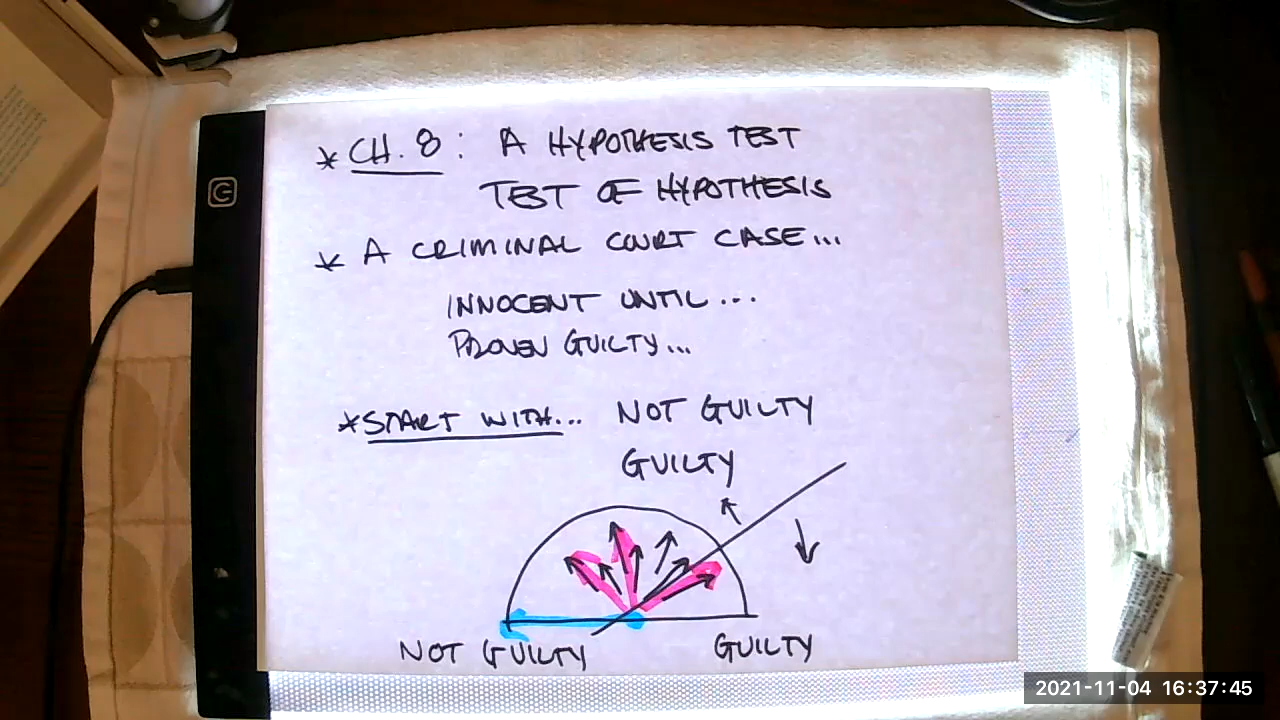 * CH. 8: A HYPOTHESIS TEST
TEST OF HYPOTHESIS
* A CRIMINAL COURT CASE...
INNOCENT UNTIL...
PROVEN GUILTY...
* START WITH... NOT GUILTY
GUILTY
NOT GUILTY GUILTY
2021-11-04 16:37:45